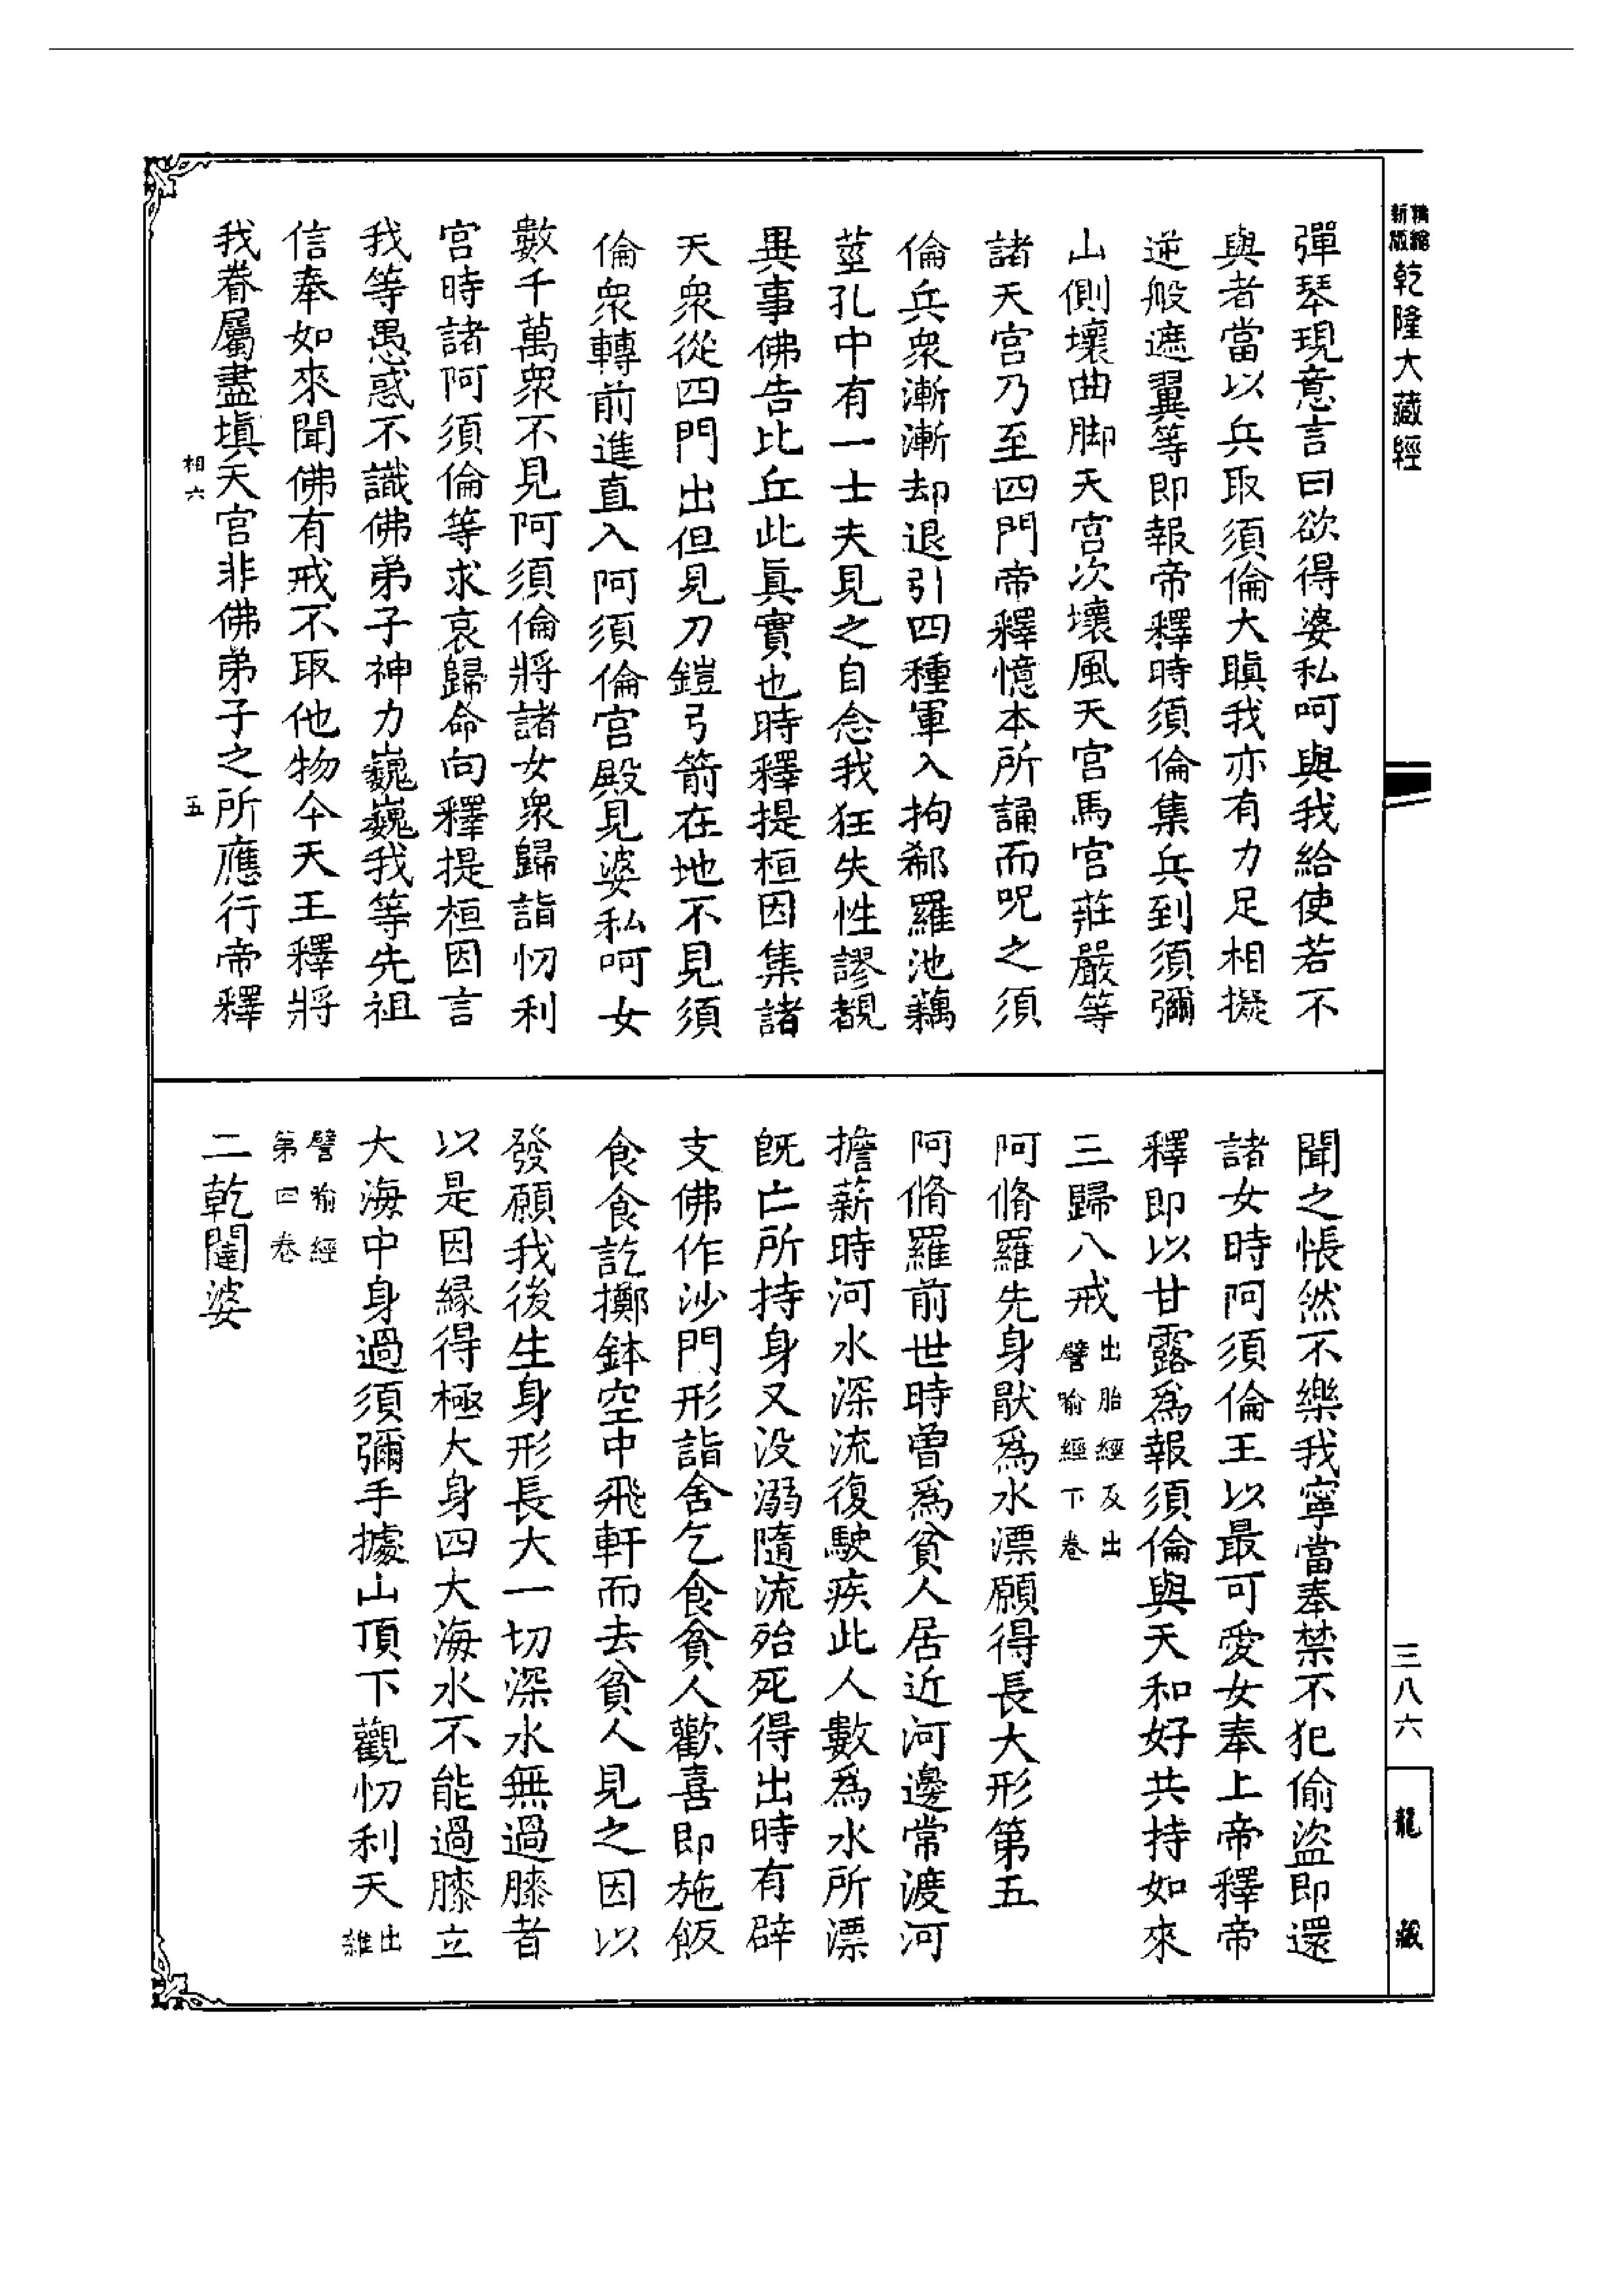 精縮
新版
乾隆大藏經
彈琴現意言曰欲得婆私呵與我給使若不
與者當以兵取須倫大瞋我亦有力足相擬
逆般遮翼等即報帝釋時須倫集兵到須彌
山側壞曲脚天宮次壞風天宮馬宮莊嚴等
諸天宮乃至四門帝釋憶本所誦而呪之須
倫兵衆漸漸却退引四種軍入拘郗羅池藕
莖孔中有一士夫見之自念我狂失性謬覩
異事佛告比丘此真實也時釋提桓因集諸
天衆從四門出但見刀鎧弓箭在地不見須
倫衆轉前進直入阿須倫宮殿見婆私呵女
數千萬衆不見阿須倫將諸女衆歸詣忉利
宮時諸阿須倫等求哀歸命向釋提桓因言
我等愚惑不識佛弟子神力巍巍我等先祖
信奉如來聞佛有戒不取他物今天王釋將
我眷屬盡填天宮非佛弟子之所應行帝釋
相六
五
聞之悵然不樂我寧當奉禁不犯偷盜即還
諸女時阿須倫王以最可愛女奉上帝釋帝
釋即以甘露爲報須倫與天和好共持如來
三歸八戒出胎經及出
譬喻經下卷
阿脩羅先身厭爲水漂願得長大形第五
阿脩羅前世時曾爲貧人居近河邊常渡河
擔薪時河水深流復駛疾此人數爲水所漂
旣亡所持身又没溺隨流殆死得出時有辟
支佛作沙門形詣舍乞食貧人歡喜即施飯
食食訖擲鉢空中飛軒而去貧人見之因以
發願我後生身形長大一切深水無過膝者
以是因緣得極大身四大海水不能過膝立
大海中身過須彌手據山頂下觀忉利天出
雜
譬喻經
第四卷
二乾闥婆
三八六
龍藏